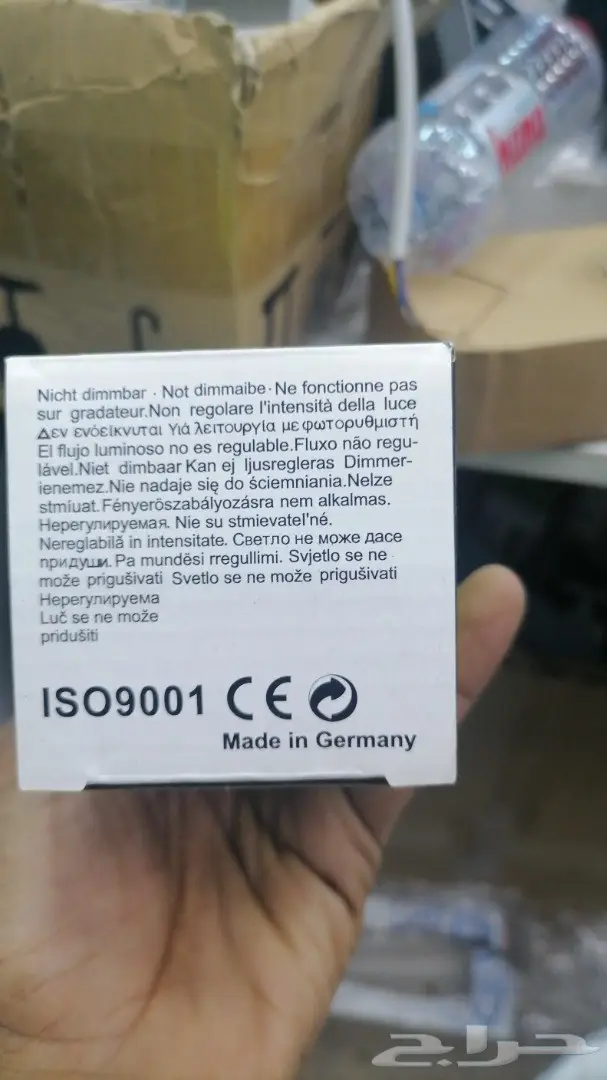 Nicht dimmbar · Not dimmaibe · Ne fonctionne pas
sur gradateur.Non regolare l'intensità della luce
Δεν ενόείκνυται Υιά λειτουργία με φωτορυθμιστή
El flujo luminoso no es regulable.Fluxo não regu-
lável.Niet dimbaar Kan ej ljusregleras Dimmer-
ienemez.Nie nadaje się do ściemniania.Nelze
stmíuat.Fényeröszabályozásra nem alkalmas.
Нерегулируемая. Nie su stmievatel'né.
Nereglabilă in intensitate. Светло не може дасе
придуши. Pa mundësi rregullimi. Svjetlo se ne
može prigušivati Svetlo se ne može prigušivati
Нерегулируема
Luč se ne može
pridušiti
ISO9001 CE
Made in Germany
حراج